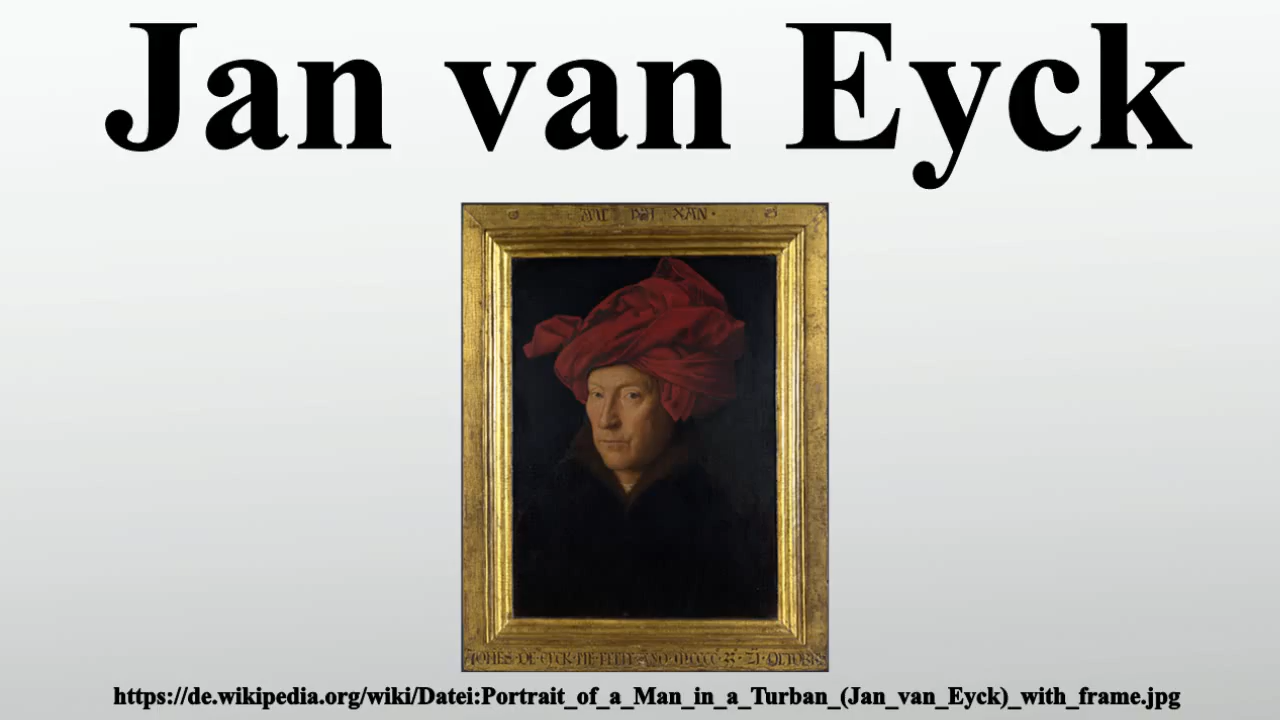 Jan van Eyck
https://de.wikipedia.org/wiki/Datei:Portrait_of_a_Man_in_a_Turban_(Jan_van_Eyck)_with_frame.jpg